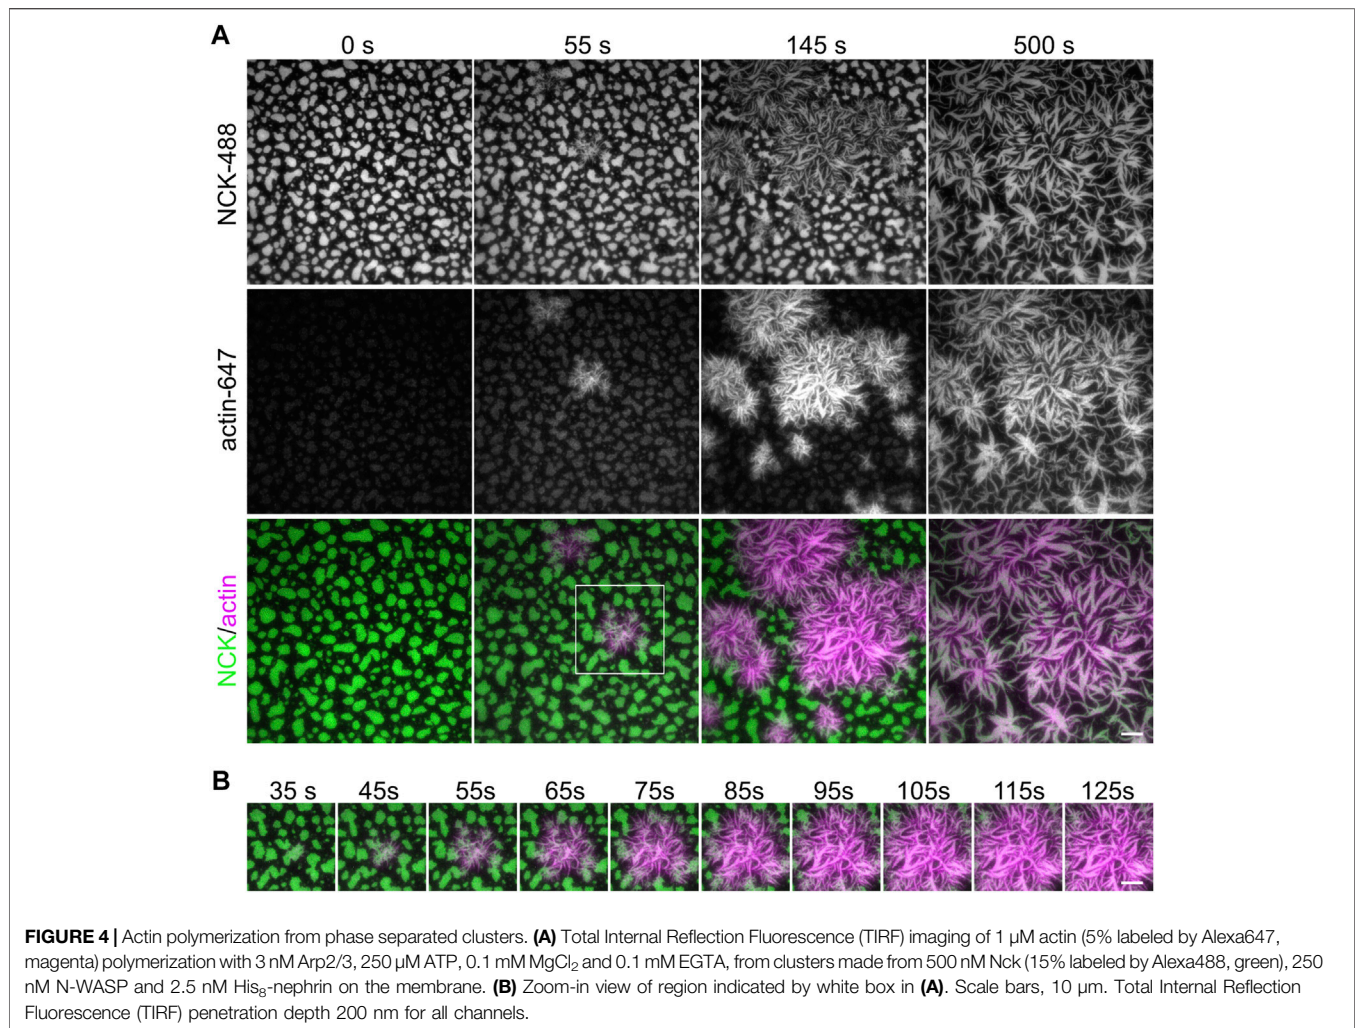 A
0 s 55 s 145 s 500 s
NCK-488
actin-647
NCK/actin
B
35 s 45s 55s 65s 75s 85s 95s 105s 115s 125s
FIGURE 4 | Actin polymerization from phase separated clusters. (A) Total Internal Reflection Fluorescence (TIRF) imaging of 1 µM actin (5% labeled by Alexa647,
magenta) polymerization with 3 nM Arp2/3, 250 µM ATP, 0.1 mM MgCl₂ and 0.1 mM EGTA, from clusters made from 500 nM Nck (15% labeled by Alexa488, green), 250
nM N-WASP and 2.5 nM His₈-nephrin on the membrane. (B) Zoom-in view of region indicated by white box in (A). Scale bars, 10 µm. Total Internal Reflection
Fluorescence (TIRF) penetration depth 200 nm for all channels.